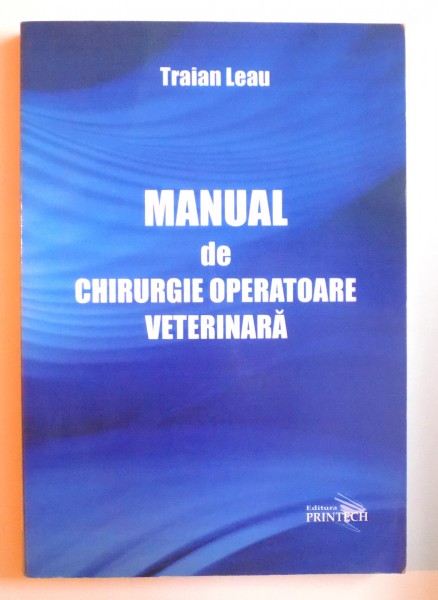 Traian Leau
MANUAL
de
CHIRURGIE OPERATOARE
VETERINARĂ
Editura
PRINTECH